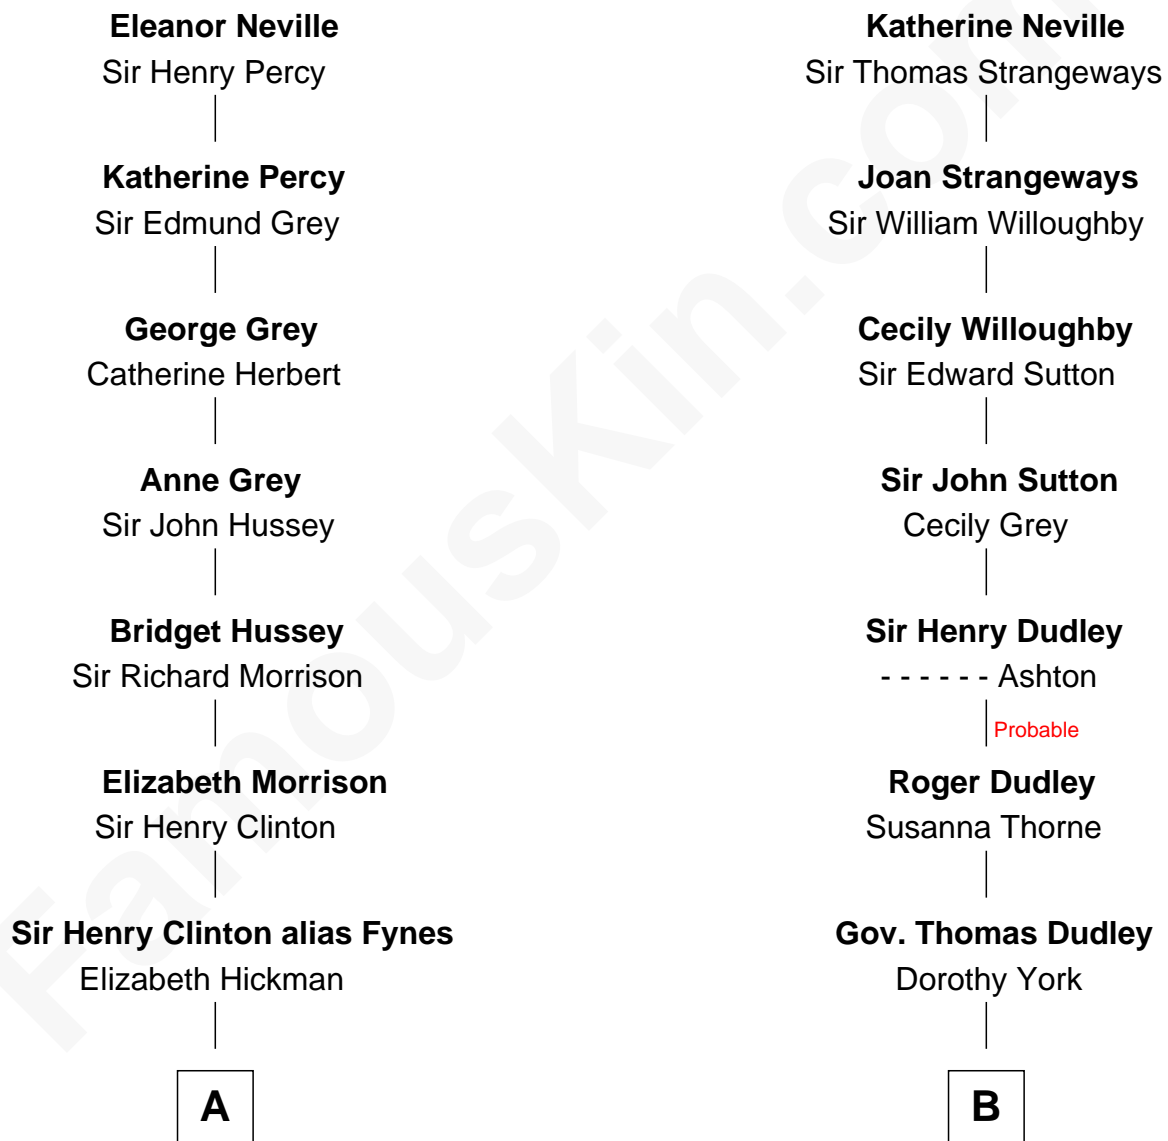 Eleanor Neville
Sir Henry Percy
Katherine Percy
Sir Edmund Grey
George Grey
Catherine Herbert
Anne Grey
Sir John Hussey
Bridget Hussey
Sir Richard Morrison
Elizabeth Morrison
Sir Henry Clinton
Sir Henry Clinton alias Fynes
Elizabeth Hickman
A
Katherine Neville
Sir Thomas Strangeways
Joan Strangeways
Sir William Willoughby
Cecily Willoughby
Sir Edward Sutton
Sir John Sutton
Cecily Grey
Sir Henry Dudley
- - - - - - Ashton
Probable
Roger Dudley
Susanna Thorne
Gov. Thomas Dudley
Dorothy York
B
FamousKin.com